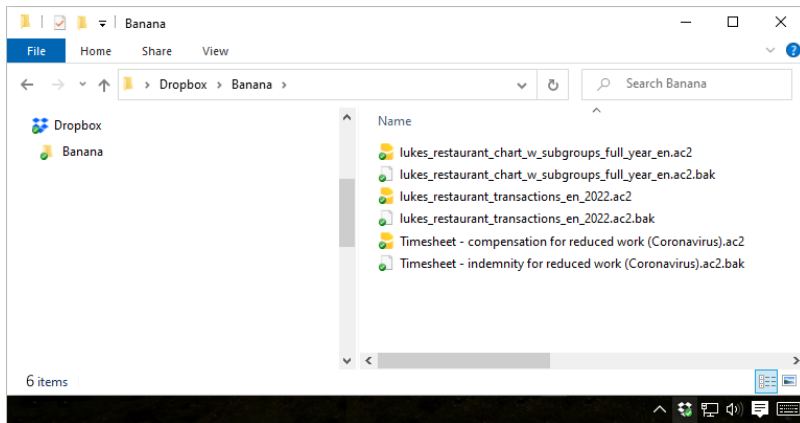 Banana
File Home Share View
Dropbox Banana
Search Banana
Dropbox
Banana
Name
lukes_restaurant_chart_w_subgroups_full_year_en.ac2
lukes_restaurant_chart_w_subgroups_full_year_en.ac2.bak
lukes_restaurant_transactions_en_2022.ac2
lukes_restaurant_transactions_en_2022.ac2.bak
Timesheet - compensation for reduced work (Coronavirus).ac2
Timesheet - indemnity for reduced work (Coronavirus).ac2.bak
6 items